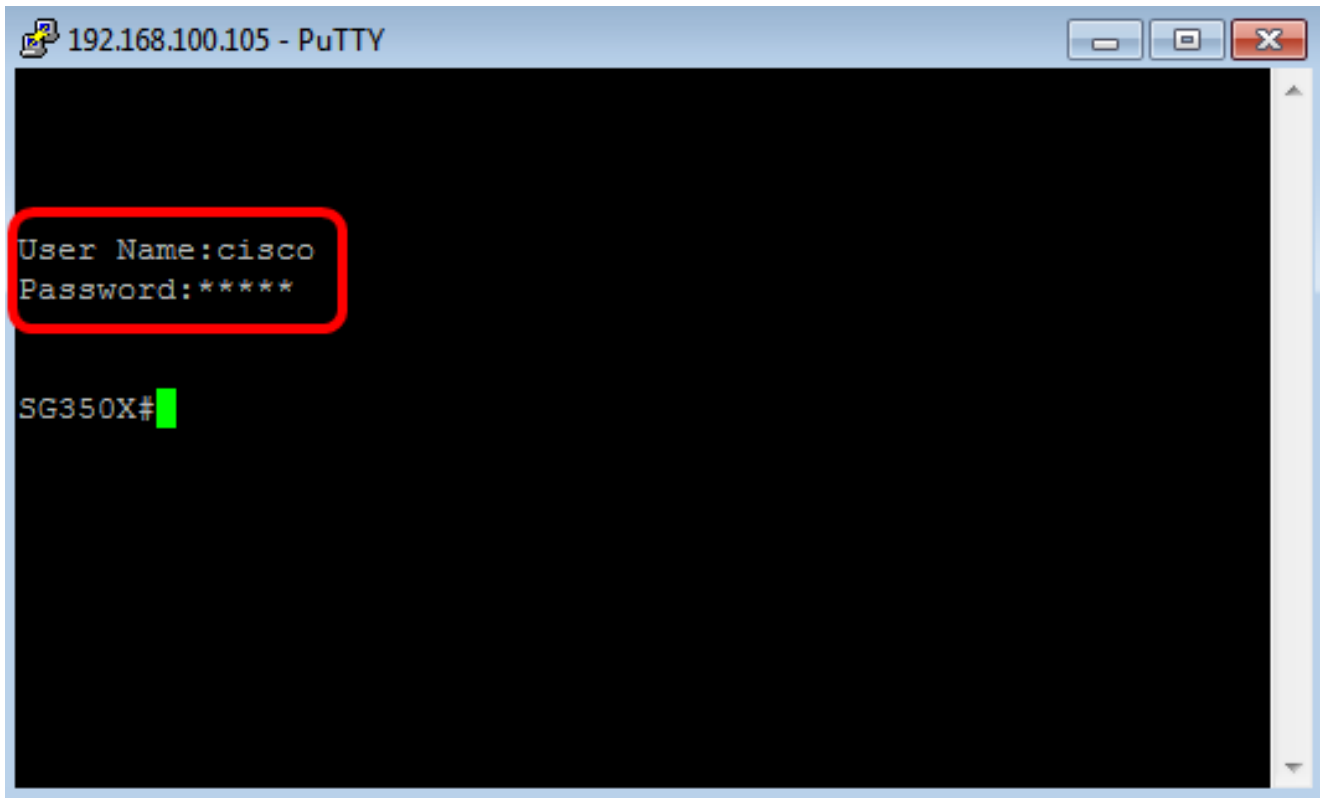 192.168.100.105 - PuTTY
User Name:cisco
Password:*****
SG350X#